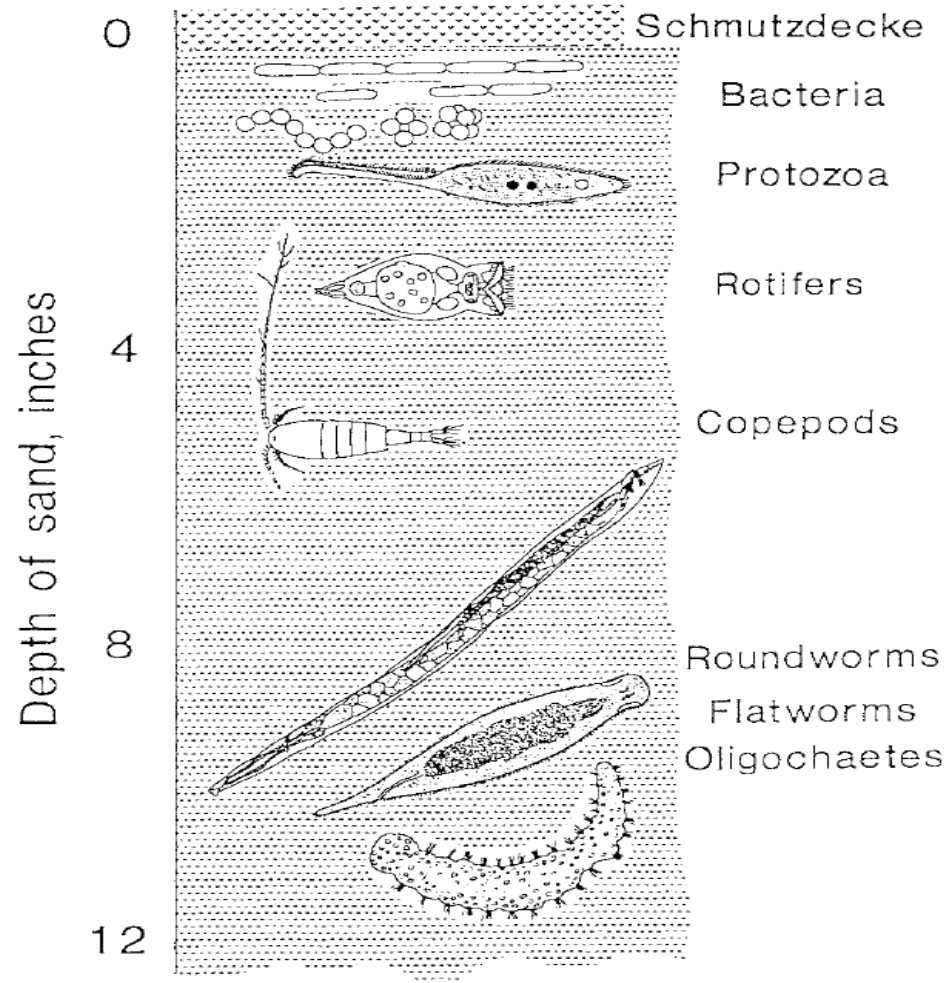 0
Schmutzdecke
Bacteria
Protozoa
Rotifers
4
Copepods
Depth of sand, inches
8
Roundworms
Flatworms
Oligochaetes
12